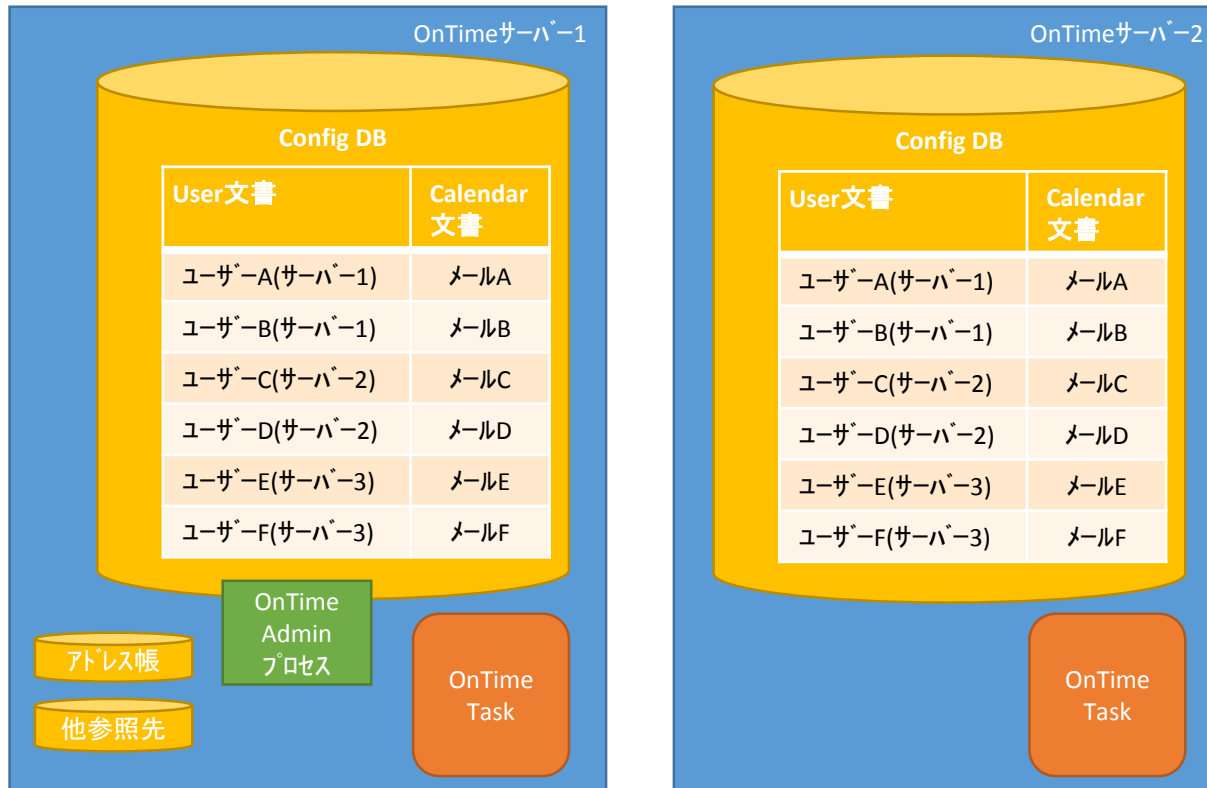 OnTimeサーバー1
Config DB
User文書 Calendar
文書
ユーザーA(サーバー1) メールA
ユーザーB(サーバー1) メールB
ユーザーC(サーバー2) メールC
ユーザーD(サーバー2) メールD
ユーザーE(サーバー3) メールE
ユーザーF(サーバー3) メールF
OnTime
Admin
プロセス
アドレス帳
他参照先
OnTime
Task
OnTimeサーバー2
Config DB
User文書 Calendar
文書
ユーザーA(サーバー1) メールA
ユーザーB(サーバー1) メールB
ユーザーC(サーバー2) メールC
ユーザーD(サーバー2) メールD
ユーザーE(サーバー3) メールE
ユーザーF(サーバー3) メールF
OnTime
Task